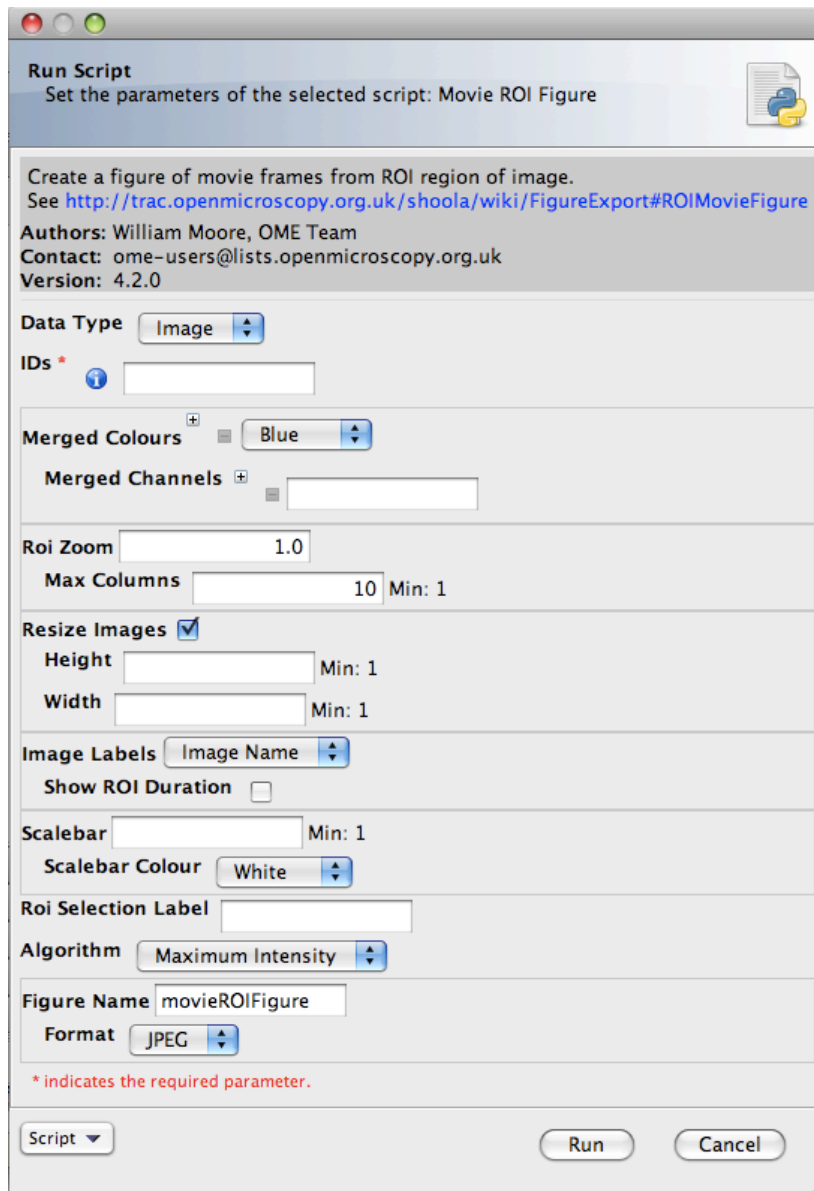 Run Script
Set the parameters of the selected script: Movie ROI Figure
Create a figure of movie frames from ROI region of image.
See http://trac.openmicroscopy.org.uk/shoola/wiki/FigureExport#ROIMovieFigure
Authors: William Moore, OME Team
Contact: ome-users@lists.openmicroscopy.org.uk
Version: 4.2.0
Data Type Image
IDs *
Merged Colours Blue
Merged Channels
Roi Zoom 1.0
Max Columns 10 Min: 1
Resize Images
Height Min: 1
Width Min: 1
Image Labels Image Name
Show ROI Duration
Scalebar Min: 1
Scalebar Colour White
Roi Selection Label
Algorithm Maximum Intensity
Figure Name movieROIFigure
Format JPEG
* indicates the required parameter.
Script Run Cancel